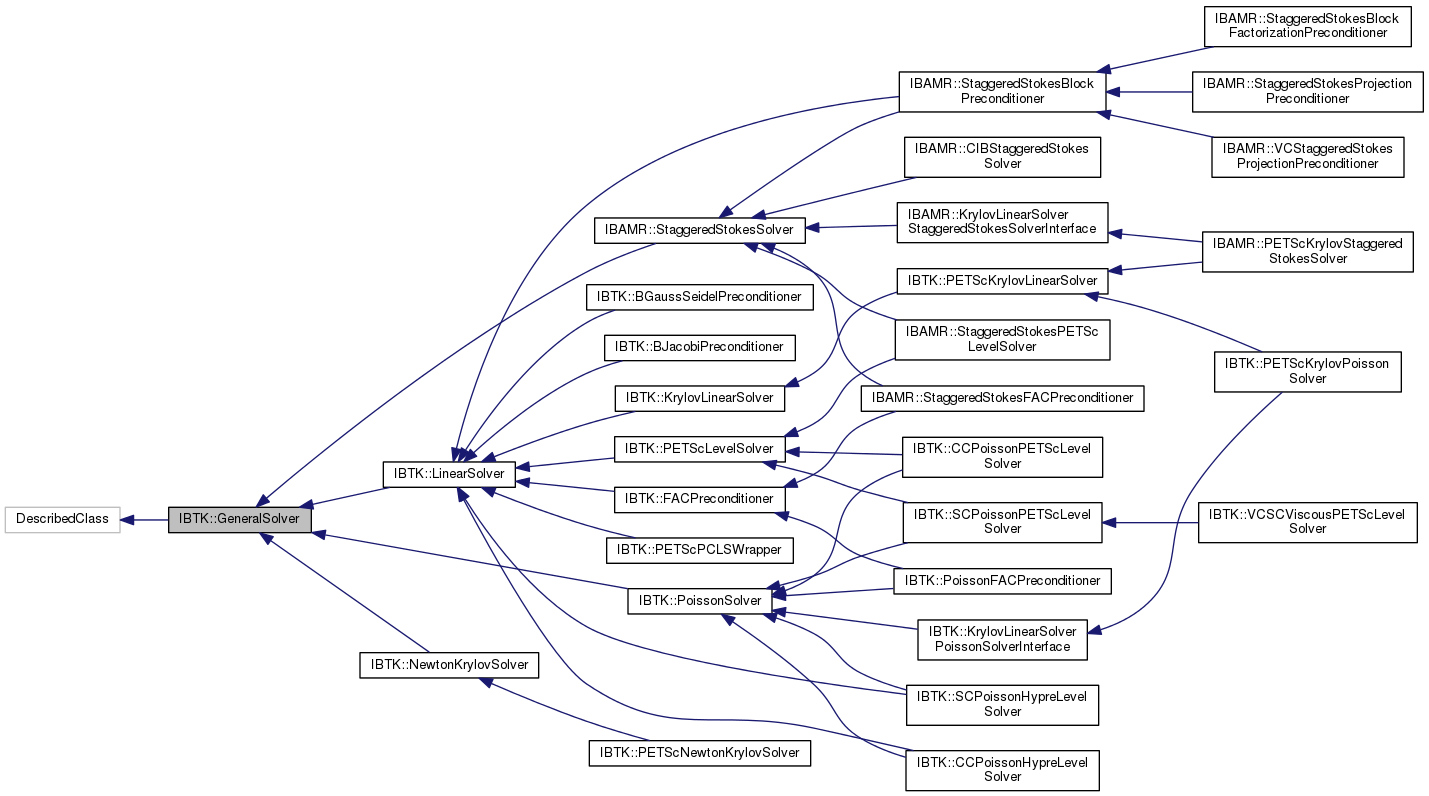 IBAMR::StaggeredStokesBlock
FactorizationPreconditioner
IBAMR::StaggeredStokesBlock
Preconditioner
IBAMR::StaggeredStokesProjection
Preconditioner
IBAMR::CIBStaggeredStokes
Solver
IBAMR::VCStaggeredStokes
ProjectionPreconditioner
IBAMR::StaggeredStokesSolver
IBAMR::KrylovLinearSolver
StaggeredStokesSolverInterface
IBAMR::PETScKrylovStaggered
StokesSolver
IBTK::PETScKrylovLinearSolver
IBTK::BGaussSeidelPreconditioner
IBAMR::StaggeredStokesPETSc
LevelSolver
IBTK::BJacobiPreconditioner
IBTK::PETScKrylovPoisson
Solver
IBTK::KrylovLinearSolver
IBAMR::StaggeredStokesFACPreconditioner
IBTK::PETScLevelSolver
IBTK::CCPoissonPETScLevel
Solver
IBTK::LinearSolver
IBTK::FACPreconditioner
DescribedClass
IBTK::GeneralSolver
IBTK::SCPoissonPETScLevel
Solver
IBTK::VCSCViscousPETScLevel
Solver
IBTK::PETScPCLSWrapper
IBTK::PoissonFACPreconditioner
IBTK::PoissonSolver
IBTK::KrylovLinearSolver
PoissonSolverInterface
IBTK::NewtonKrylovSolver
IBTK::SCPoissonHypreLevel
Solver
IBTK::PETScNewtonKrylovSolver
IBTK::CCPoissonHypreLevel
Solver